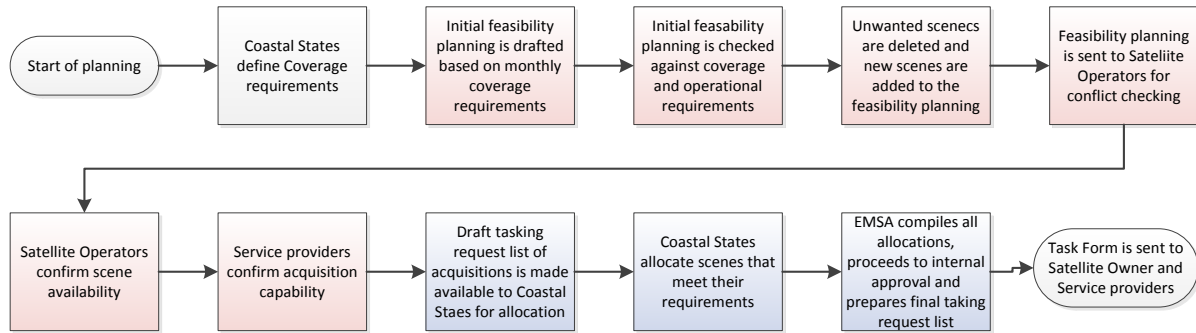 Start of planning
Coastal States
define Coverage
requirements
Initial feasibility
planning is drafted
based on monthly
coverage
requirements
Initial feasability
planning is checked
against coverage
and operational
requirements
Unwanted scenecs
are deleted and
new scenes are
added to the
feasibility planning
Feasibility planning
is sent to Sateliite
Operators for
conflict checking
Satellite Operators
confirm scene
availability
Service providers
confirm acquisition
capability
Draft tasking
request list of
acquisitions is made
available to Coastal
Staes for allocation
Coastal States
allocate scenes that
meet their
requirements
EMSA compiles all
allocations,
proceeds to internal
approval and
prepares final taking
request list
Task Form is sent to
Satellite Owner and
Service providers